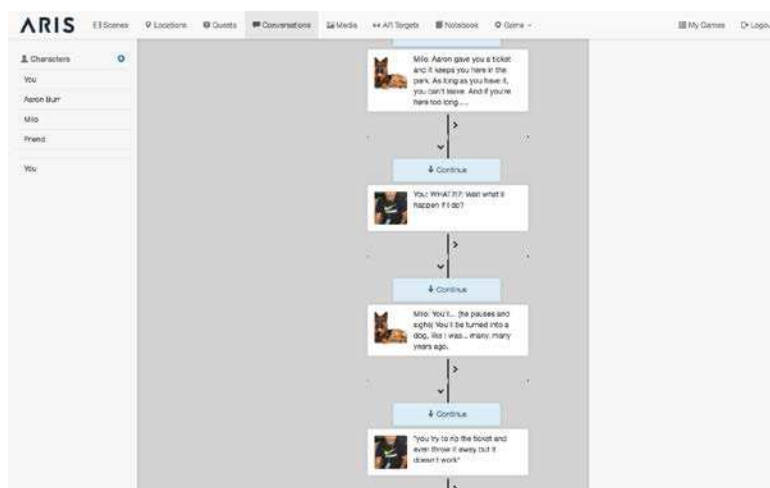 ARIS Scenes Locations Quests Conversations Media AR Targets Notebook Game My Games Logout
Characters
You
Aaron Burr
Milo
Friend
You
Milo: Aaron gave you a ticket
and it keeps you here in the
park. As long as you have it,
you can't leave. And if you're
here too long.....
Continue
You: WHAT?!?! Wait what'll
happen if I do?
Continue
Milo: You'll... (he pauses and
sighs) You'll be turned into a
dog, like I was... many, many
years ago.
Continue
"you try to rip the ticket and
even throw it away but it
doesn't work"